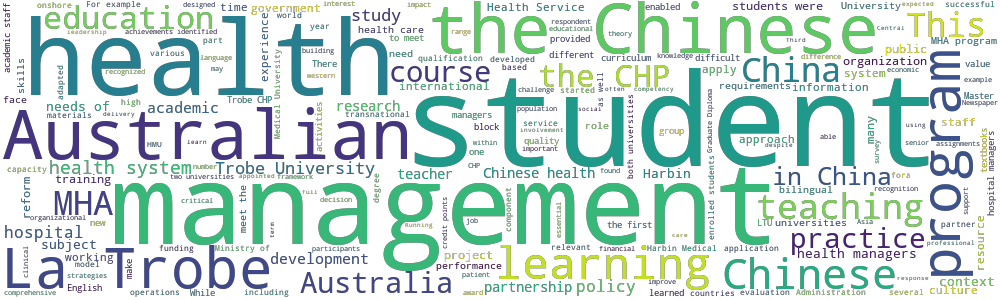 academic staff
onshore
For example
designed
time
government
interest
impact
Health Service
students were
University
expected
successful
education
the Chinese
This
achievements identified
leadership
part
world
year
study
enabled
respondent
educational
theory
Third
Central
skills
adapted
recognized
language
may
various
experience
There
building
western
health care
to meet
need
qualification
developed
based
provided
different
curriculum
knowledge
difficult
difference
public
MHA program
organization
value
health
student
course
the CHP
China
apply
system
economic
example
Newspaper
Master
face
needs of
high
materials
delivery
academic
Trobe CHP
Medical University
activities
research
transnational
international
challenge
population
often
started
social
as well
competency
requirements
information
managers
block
service
involvement
role
group
approach
many
staff
Australian
HMU
learn
within
one
quality
important
CHP
both universities
Graduate Diploma
able
despite
survey
using
senior
assignments
textbooks
hospital managers
program
capacity
health system
number
two universities
appointed
framework
Trobe University
teacher
Chinese health
found
Harbin
in China
recognition
fora
training
reform
MHA
management
critical
decision
full
degree
bilingual
teaching
support
organizational
new
meet the
term
Running
credit points
component
job
essential
the first
care
enrolled students
LTU
universities
partner
professional
hospital
subject
funding
Ministry of
participants
project
relevant
financial
Harbin Medical
application
practice
health managers
resource
clinical
working
model
strategies
English
make
development
performance
patient
learning
improve
Chinese
context
response
La Trobe
Australia
comprehensive
operations
While
including
award
partnership
policy
learned
countries
evaluation
Administration
several
culture